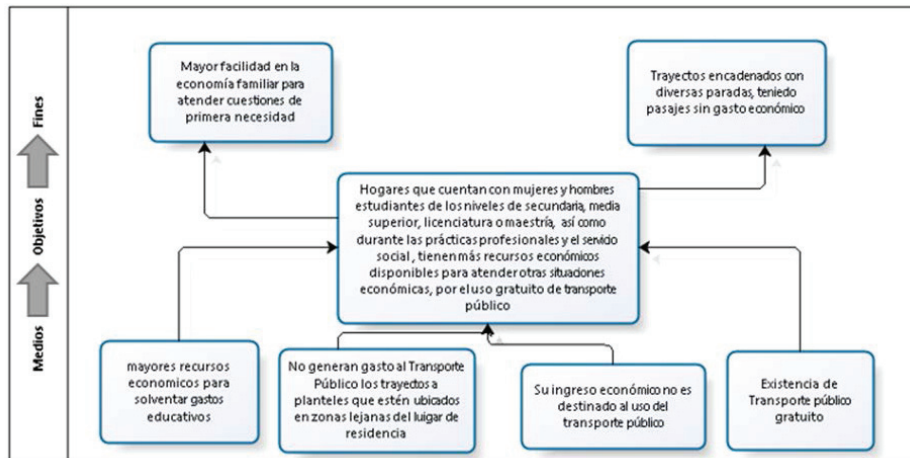 Fines
Objetivos
Medios
Mayor facilidad en la
economía familiar para
atender cuestiones de
primera necesidad
Trayectos encadenados con
diversas paradas, teniedo
pasajes sin gasto económico
Hogares que cuentan con mujeres y hombres
estudiantes de los niveles de secundaria, media
superior, licenciatura o maestría, así como
durante las prácticas profesionales y el servicio
social, tienen más recursos económicos
disponibles para atender otras situaciones
económicas, por el uso gratuito de transporte
público
mayores recursos
economicos para
solventar gastos
educativos
No generan gasto al Transporte
Público los trayectos a
planteles que estén ubicados
en zonas lejanas del luigar de
residencia
Su ingreso económico no es
destinado al uso del
transporte público
Existencia de
Transporte público
gratuito